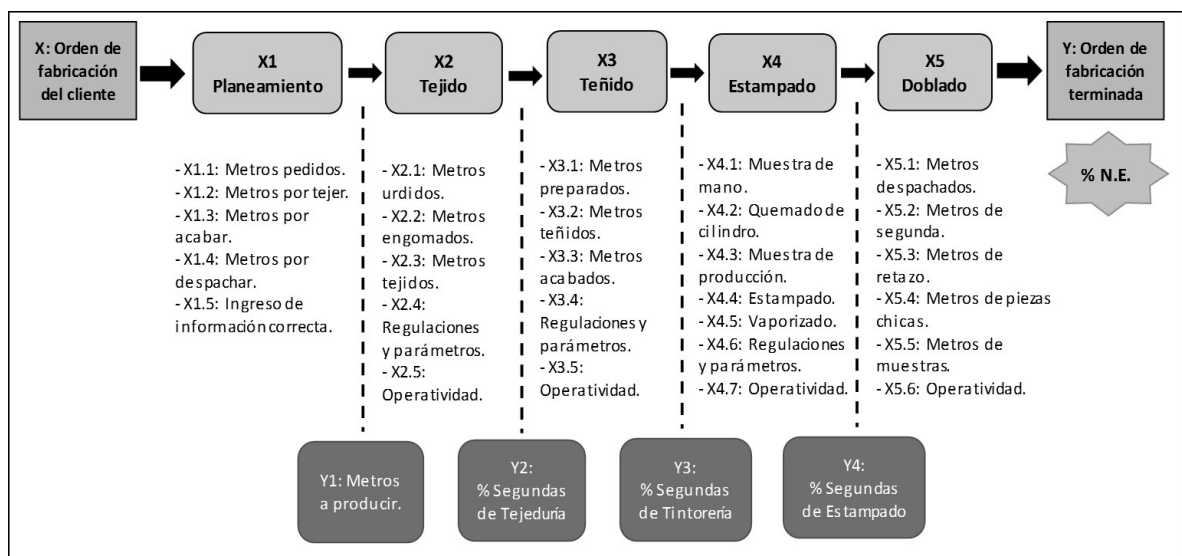 X: Orden de
fabricación
del cliente
X1
Planeamiento
X2
Tejido
X3
Teñido
X4
Estampado
X5
Doblado
Y: Orden de
fabricación
terminada
% N.E.
- X1.1: Metros pedidos.
- X1.2: Metros por tejer.
- X1.3: Metros por
acabar.
- X1.4: Metros por
despachar.
- X1.5: Ingreso de
información correcta.
- X2.1: Metros
urdidos.
- X2.2: Metros
engomados.
- X2.3: Metros
tejidos.
- X2.4:
Regulaciones
y parámetros.
- X2.5:
Operatividad.
- X3.1: Metros
preparados.
- X3.2: Metros
teñidos.
- X3.3: Metros
acabados.
- X3.4:
Regulaciones y
parámetros.
- X3.5:
Operatividad.
- X4.1: Muestra de
mano.
- X4.2: Quemado de
cilindro.
- X4.3: Muestra de
producción.
- X4.4: Estampado.
- X4.5: Vaporizado.
- X4.6: Regulaciones
y parámetros.
- X4.7: Operatividad.
- X5.1: Metros
despachados.
- X5.2: Metros de
segunda.
- X5.3: Metros de
retazo.
- X5.4: Metros de piezas
chicas.
- X5.5: Metros de
muestras.
- X5.6: Operatividad.
Y1: Metros
a producir.
Y2:
% Segundas
de Tejeduría
Y3:
% Segundas
de Tintorería
Y4:
% Segundas
de Estampado